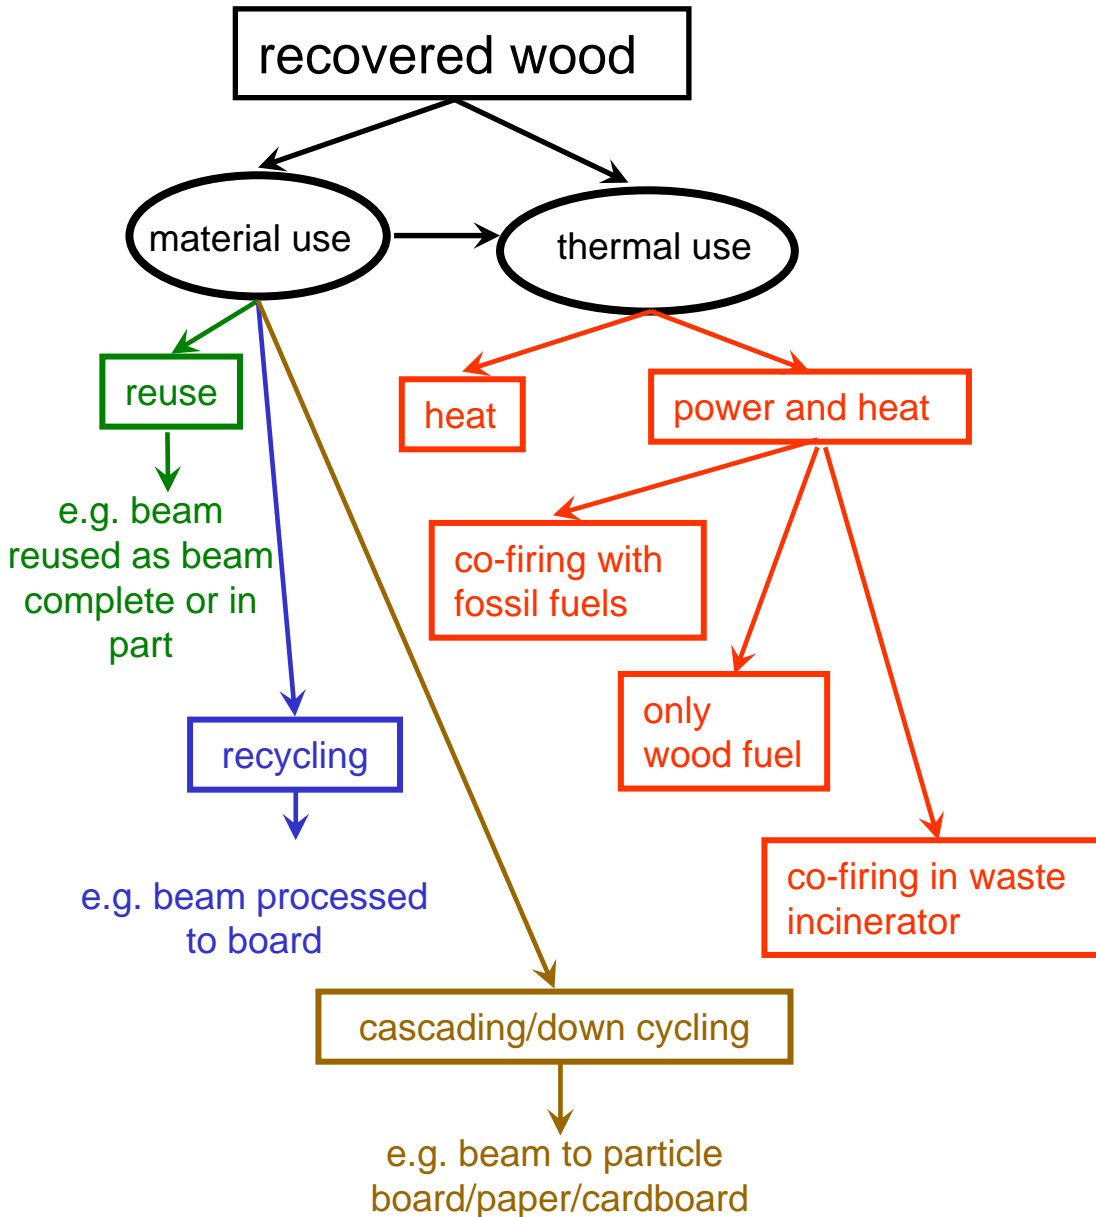 recovered wood
material use
thermal use
reuse
heat
power and heat
e.g. beam
reused as beam
complete or in
part
co-firing with
fossil fuels
only
wood fuel
recycling
co-firing in waste
incinerator
e.g. beam processed
to board
cascading/down cycling
e.g. beam to particle
board/paper/cardboard